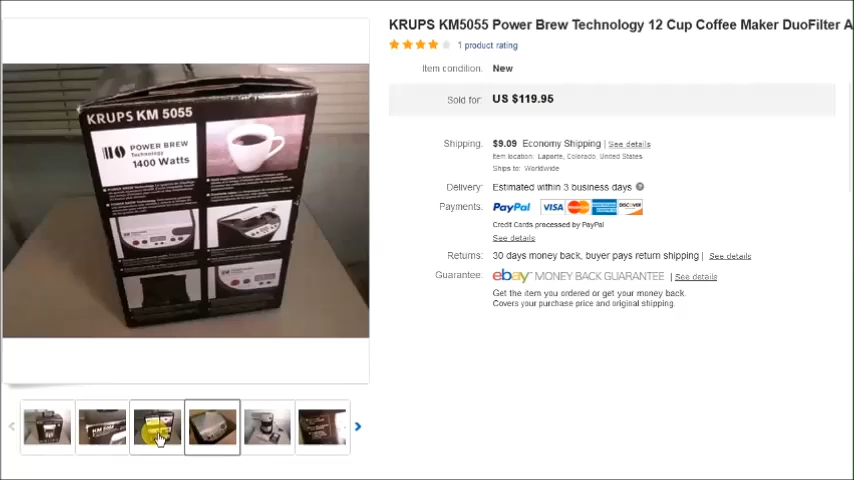 KRUPS KM5055 Power Brew Technology 12 Cup Coffee Maker DuoFilter A
1 product rating
Item condition: New
Sold for: US $119.95
Shipping: $9.09 Economy Shipping | See details
Item location: Laporte, Colorado, United States
Ships to: Worldwide
Delivery: Estimated within 3 business days
Payments: PayPal VISA MasterCard DISCOVER
Credit Cards processed by PayPal
See details
Returns: 30 days money back, buyer pays return shipping | See details
Guarantee: ebay MONEY BACK GUARANTEE | See details
Get the item you ordered or get your money back.
Covers your purchase price and original shipping.
KRUPS KM 5055
POWER BREW
Technology
1400 Watts